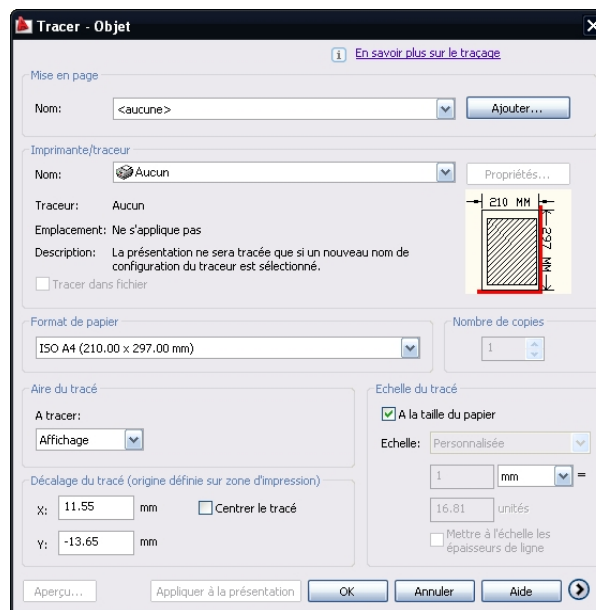 Tracer - Objet
En savoir plus sur le traçage
Mise en page
Nom: <aucune> Ajouter...
Imprimante/traceur
Nom: Aucun Propriétés...
Traceur: Aucun
Emplacement: Ne s'applique pas
Description: La présentation ne sera tracée que si un nouveau nom de
configuration du traceur est sélectionné.
Tracer dans fichier
210 MM
297 MM
Format de papier
ISO A4 (210.00 x 297.00 mm)
Nombre de copies
1
Aire du tracé
A tracer:
Affichage
Echelle du tracé
A la taille du papier
Echelle: Personnalisée
1 mm =
16.81 unités
Mettre à l'échelle les
épaisseurs de ligne
Décalage du tracé (origine définie sur zone d'impression)
X: 11.55 mm Centrer le tracé
Y: -13.65 mm
Aperçu... Appliquer à la présentation OK Annuler Aide